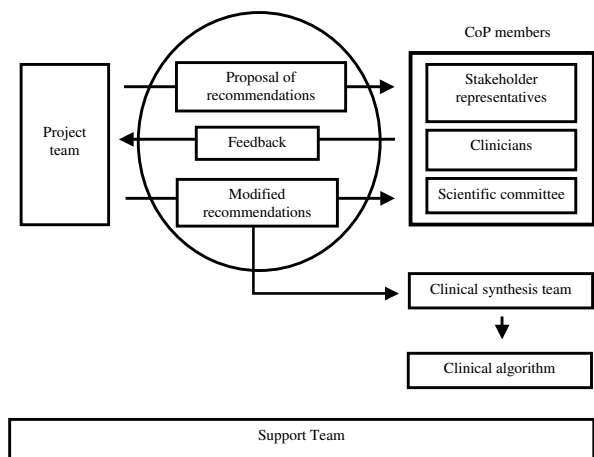 CoP members
Proposal of
recommendations
Stakeholder
representatives
Project
team
Feedback
Clinicians
Modified
recommendations
Scientific committee
Clinical synthesis team
Clinical algorithm
Support Team